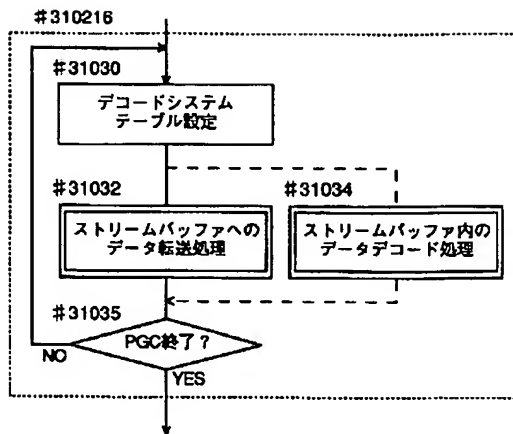 #310216
#31030
デコードシステム
テーブル設定
#31032
#31034
ストリームバッファへの
データ転送処理
ストリームバッファ内の
データデコード処理
#31035
PGC終了?
NO
YES